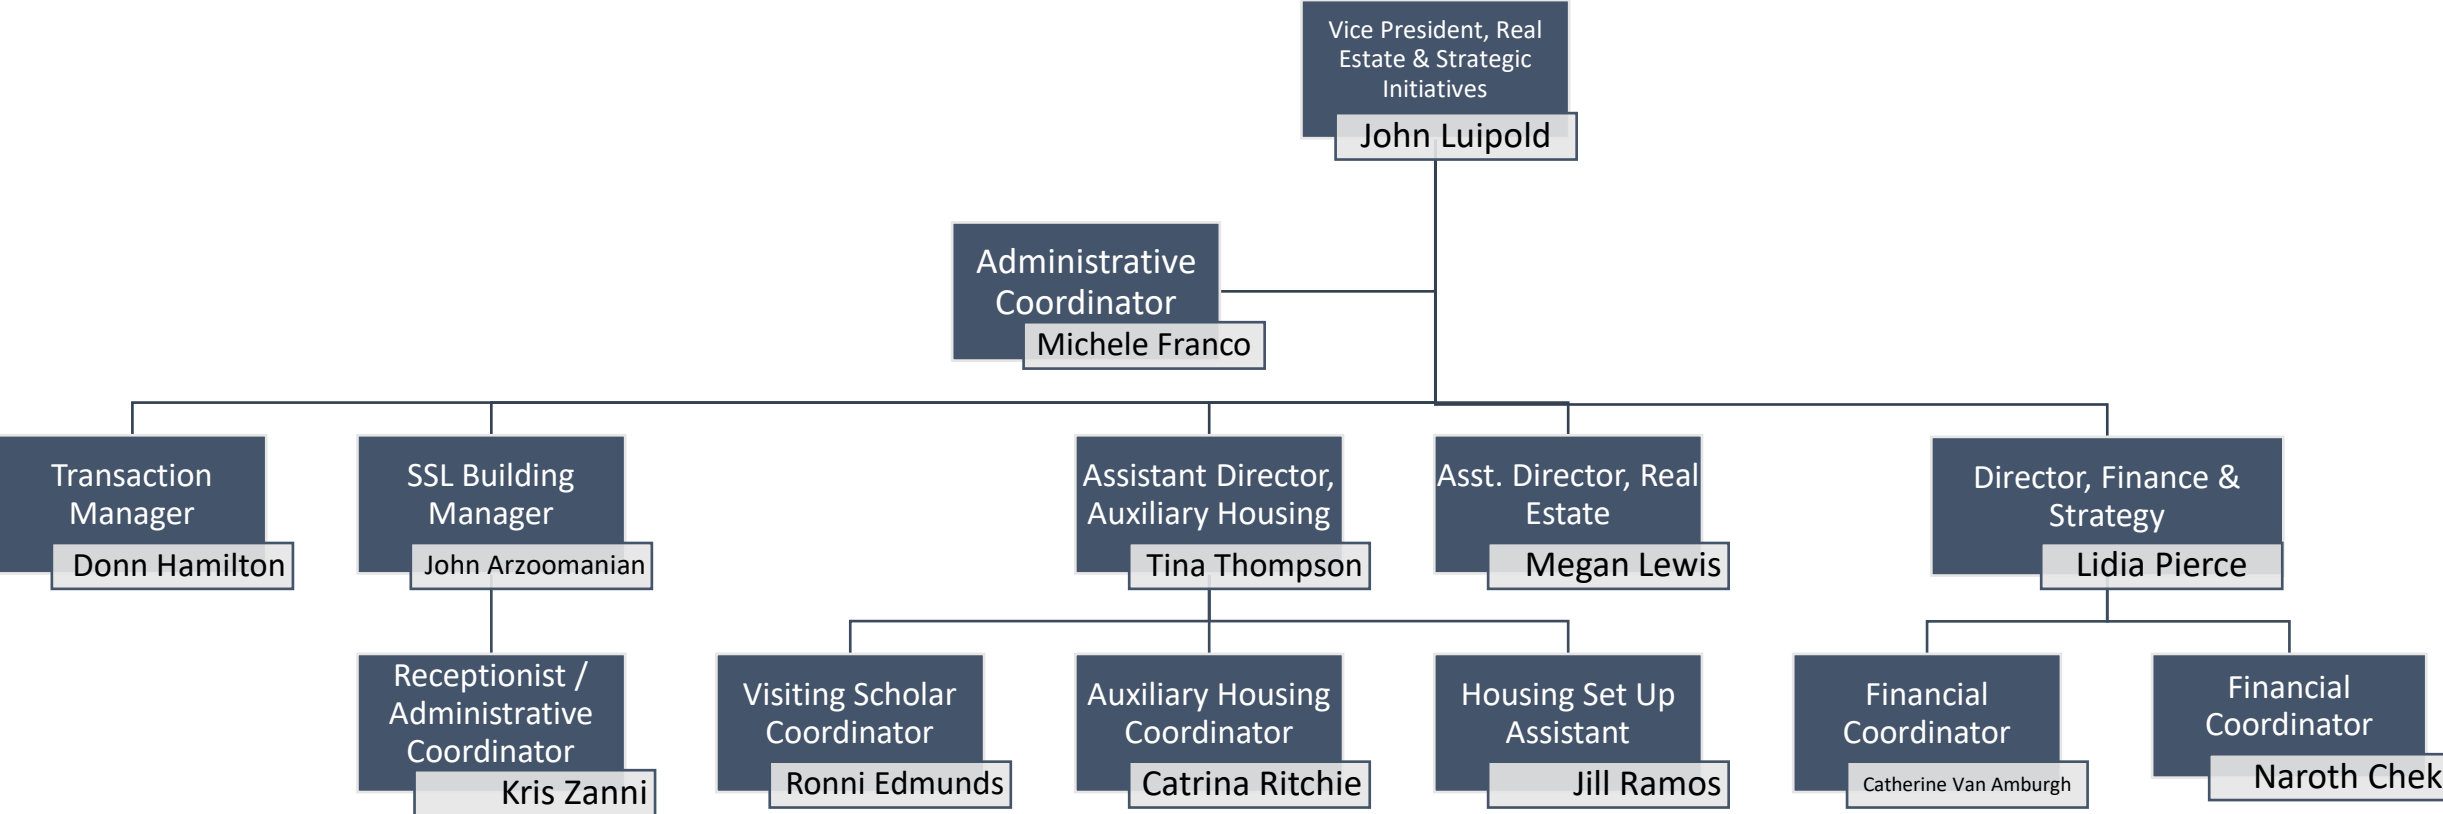 Vice President, Real
Estate & Strategic
Initiatives
John Luipold
Administrative
Coordinator
Michele Franco
Transaction
Manager
Donn Hamilton
SSL Building
Manager
John Arzoomanian
Assistant Director,
Auxiliary Housing
Tina Thompson
Asst. Director, Real
Estate
Megan Lewis
Director, Finance &
Strategy
Lidia Pierce
Receptionist /
Administrative
Coordinator
Kris Zanni
Visiting Scholar
Coordinator
Ronni Edmunds
Auxiliary Housing
Coordinator
Catrina Ritchie
Housing Set Up
Assistant
Jill Ramos
Financial
Coordinator
Catherine Van Amburgh
Financial
Coordinator
Naroth Chek